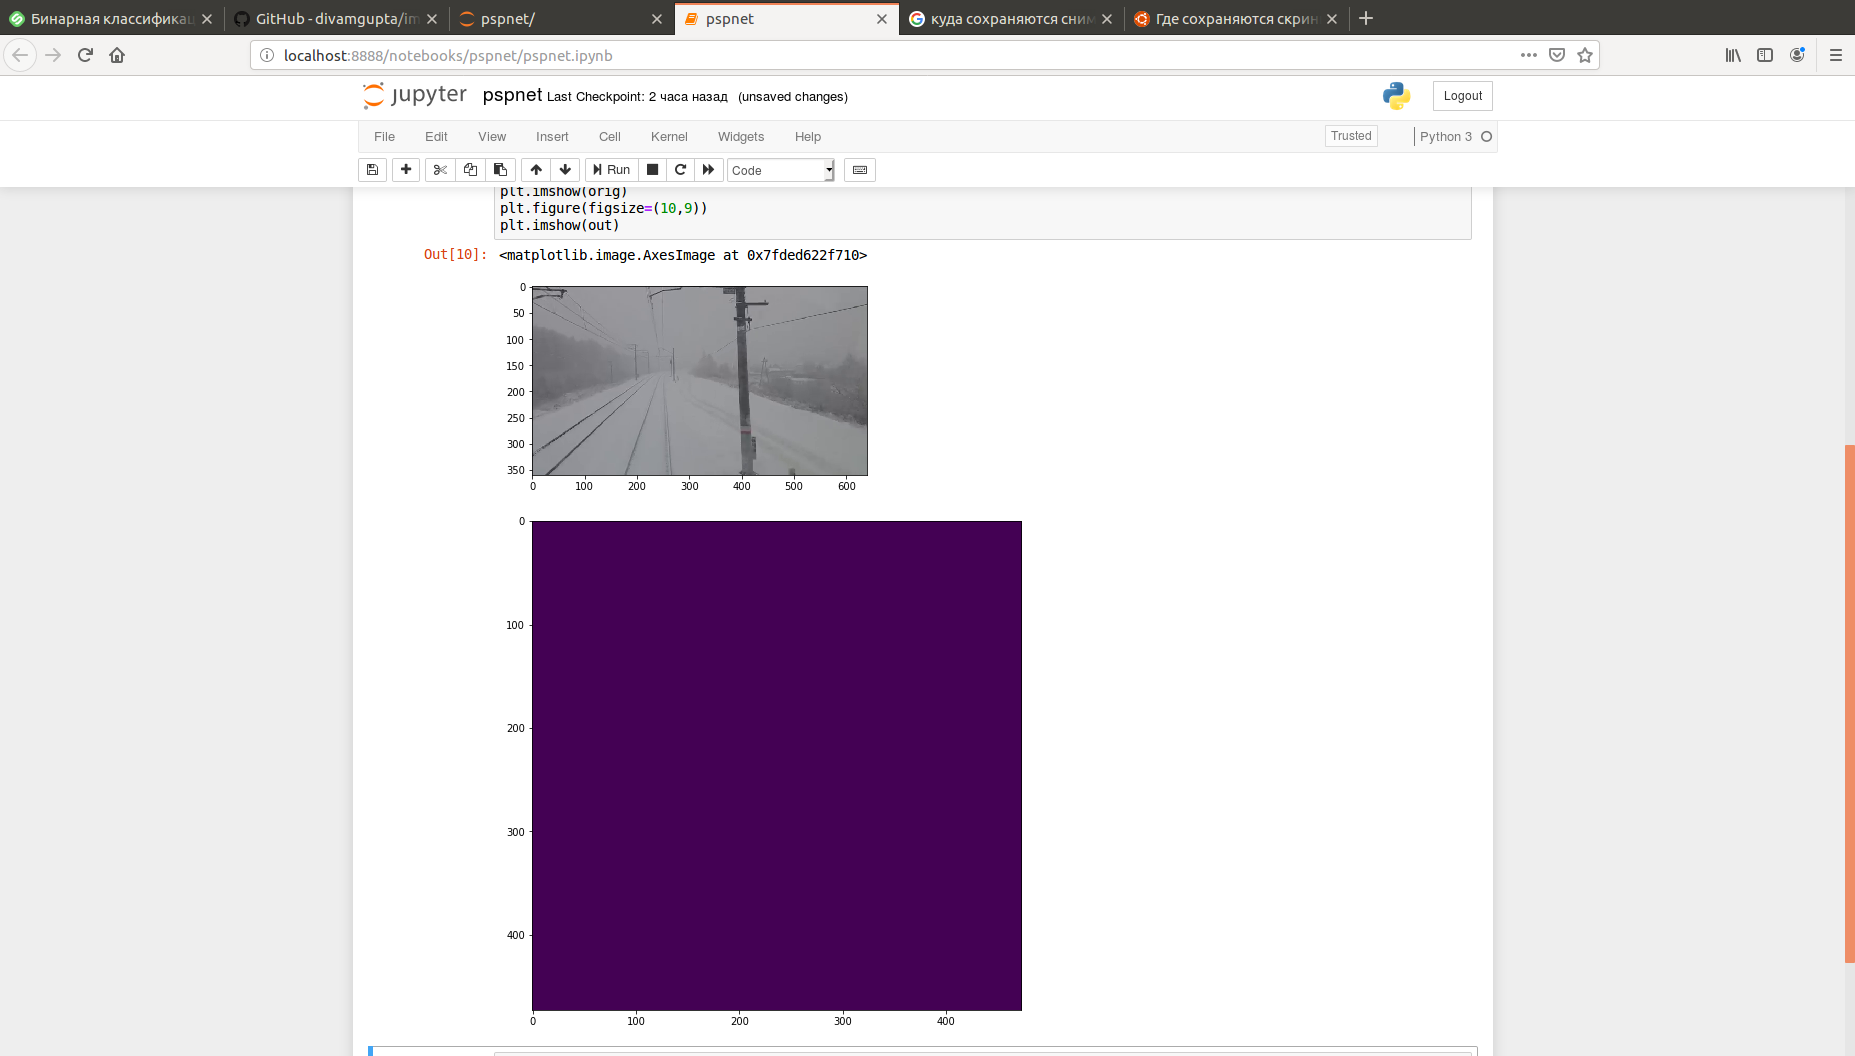 Бинарная классификац
GitHub - divamgupta/im
pspnet/
pspnet
куда сохраняются сним
Где сохраняются скрин
localhost:8888/notebooks/pspnet/pspnet.ipynb
jupyter pspnet Last Checkpoint: 2 часа назад (unsaved changes)
Logout
File Edit View Insert Cell Kernel Widgets Help
Trusted
Python 3
Run
Code
plt.imshow(orig)
plt.figure(figsize=(10,9))
plt.imshow(out)
Out[10]: <matplotlib.image.AxesImage at 0x7fded622f710>
0
50
100
150
200
250
300
350
0 100 200 300 400 500 600
0
100
200
300
400
0 100 200 300 400